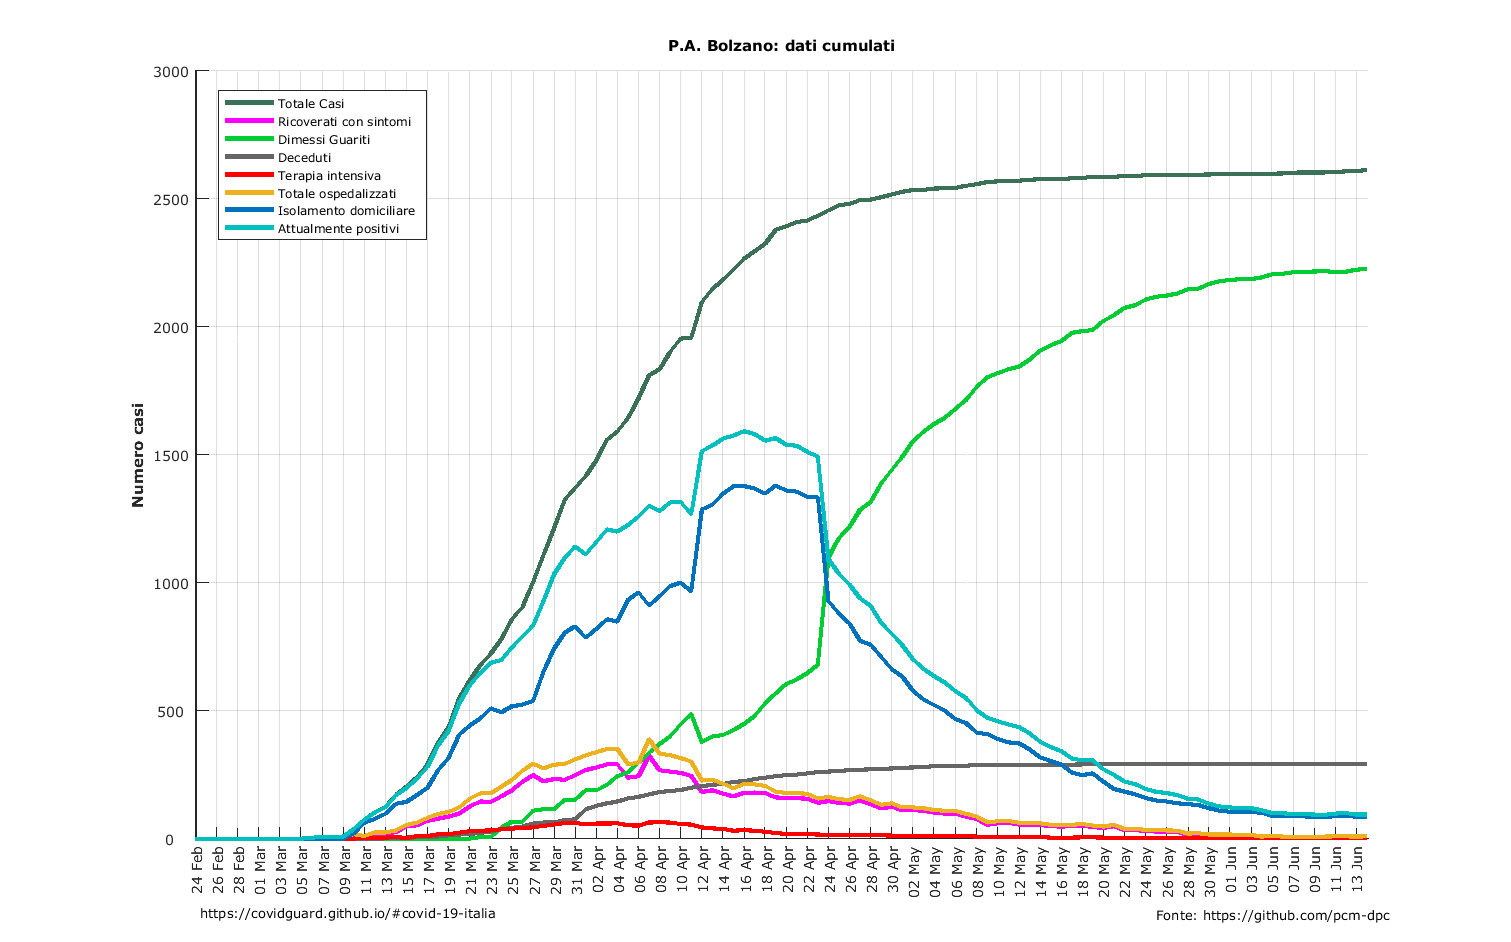 P.A. Bolzano: dati cumulati
3000
2500
2000
1500
1000
500
0
Numero casi
Totale Casi
Ricoverati con sintomi
Dimessi Guariti
Deceduti
Terapia intensiva
Totale ospedalizzati
Isolamento domiciliare
Attualmente positivi
24 Feb
26 Feb
28 Feb
01 Mar
03 Mar
05 Mar
07 Mar
09 Mar
11 Mar
13 Mar
15 Mar
17 Mar
19 Mar
21 Mar
23 Mar
25 Mar
27 Mar
29 Mar
31 Mar
02 Apr
04 Apr
06 Apr
08 Apr
10 Apr
12 Apr
14 Apr
16 Apr
18 Apr
20 Apr
22 Apr
24 Apr
26 Apr
28 Apr
30 Apr
02 May
04 May
06 May
08 May
10 May
12 May
14 May
16 May
18 May
20 May
22 May
24 May
26 May
28 May
30 May
01 Jun
03 Jun
05 Jun
07 Jun
09 Jun
11 Jun
13 Jun
https://covidguard.github.io/#covid-19-italia
Fonte: https://github.com/pcm-dpc